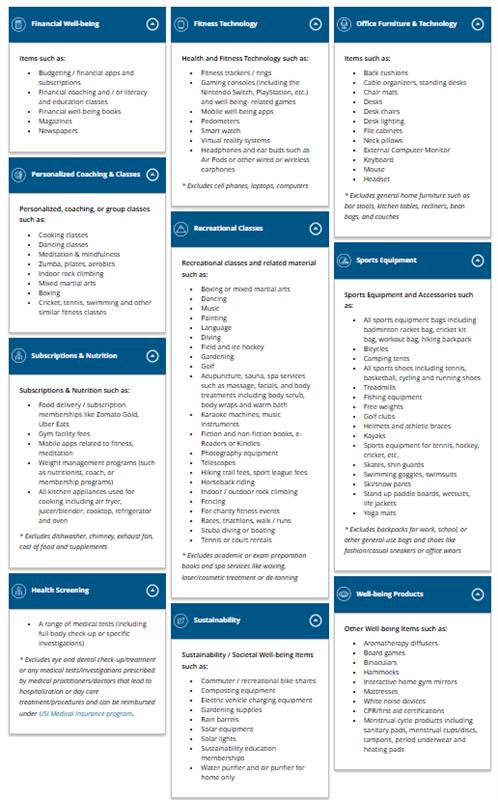 Financial Well-being
Items such as:
• Budgeting / financial apps and
subscriptions
• Financial coaching and / or literacy
and education classes
• Financial well-being books
• Magazines
• Newspapers
Personalized Coaching & Classes
Personalized, coaching, or group classes
such as:
• Cooking classes
• Dancing classes
• Meditation & mindfulness
• Zumba, pilates, aerobics
• Indoor rock climbing
• Mixed martial arts
• Boxing
• Cricket, tennis, swimming and other
similar fitness classes
Subscriptions & Nutrition
Subscriptions & Nutrition such as:
• Food delivery / subscription
memberships like Zomato Gold,
Uber Eats
• Gym facility fees
• Mobile apps related to fitness,
meditation
• Weight management programs (such
as nutritionist, coach, or
membership programs)
• All kitchen appliances used for
cooking including air fryer,
juicer/blender, cooktop, refrigerator
and oven
* Excludes dishwasher, chimney, exhaust fan,
cost of food and supplements
Health Screening
• A range of medical tests (including
full body check-up or specific
investigations)
* Excludes eye and dental check-up/treatment
or any medical tests/investigations prescribed
by medical practitioners/doctors that lead to
hospitalization or day care
treatment/procedures and can be reimbursed
under USI Medical Insurance program.
Fitness Technology
Health and Fitness Technology such as:
• Fitness trackers / rings
• Gaming consoles (including the
Nintendo Switch, PlayStation, etc.)
and well-being- related games
• Mobile well-being apps
• Pedometers
• Smart watch
• Virtual reality systems
• Headphones and ear buds such as
Air Pods or other wired or wireless
earphones
* Excludes cell phones, laptops, computers
Recreational Classes
Recreational classes and related material
such as:
• Boxing or mixed martial arts
• Dancing
• Music
• Painting
• Language
• Diving
• Field and ice hockey
• Gardening
• Golf
• Acupuncture, sauna, spa services
such as massage, facials, and body
treatments including body scrub,
body wraps and warm bath
• Karaoke machines, music
instruments
• Fiction and non-fiction books, e-
Readers or Kindles
• Photography equipment
• Telescopes
• Hiking trail fees, sport league fees
• Horseback riding
• Indoor / outdoor rock climbing
• Fencing
• For-charity fitness events
• Races, triathlons, walk / runs
• Scuba diving or boating
• Tennis or court rentals
* Excludes academic or exam preparation
books and spa services like waxing,
laser/cosmetic treatment or de-tanning
Sustainability
Sustainability / Societal Well-being Items
such as:
• Commuter / recreational bike shares
• Composting equipment
• Electric vehicle charging equipment
• Gardening supplies
• Rain barrels
• Solar equipment
• Solar lights
• Sustainability education
memberships
• Water purifier and air purifier for
home only
Office Furniture & Technology
Items such as:
• Back cushions
• Cable organizers, standing desks
• Chair mats
• Desks
• Desk chairs
• Desk lighting
• File cabinets
• Neck pillows
• External Computer Monitor
• Keyboard
• Mouse
• Headset
* Excludes general home furniture such as
bar stools, kitchen tables, recliners, bean
bags, and couches
Sports Equipment
Sports Equipment and Accessories such
as:
• All sports equipment bags including
badminton racket bag, cricket kit
bag, workout bag, hiking backpack
• Bicycles
• Camping tents
• All sports shoes including tennis,
basketball, cycling and running shoes
• Treadmills
• Fishing equipment
• Free weights
• Golf clubs
• Helmets and athletic braces
• Kayaks
• Sports equipment for tennis, hockey,
cricket, etc.
• Skates, shin guards
• Swimming goggles, swimsuits
• Ski/snow pants
• Stand up paddle boards, wetsuits,
life jackets
• Yoga mats
* Excludes backpacks for work, school, or
other general-use bags and shoes like
fashion/casual sneakers or office wears
Well-being Products
Other Well-being Items such as:
• Aromatherapy diffusers
• Board games
• Binoculars
• Hammocks
• Interactive home gym mirrors
• Mattresses
• White noise devices
• CPR/first aid certifications
• Menstrual cycle products including
sanitary pads, menstrual cups/discs,
tampons, period underwear and
heating pads